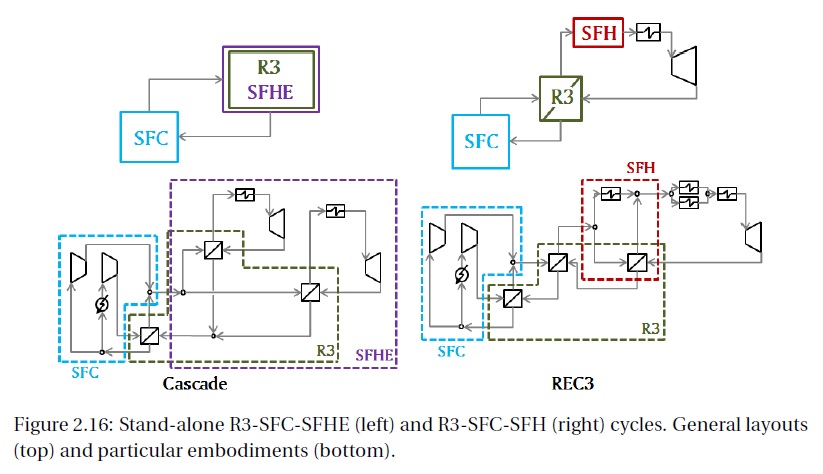 R3
SFHE
SFC
SFH
R3
SFC
SFC
R3
SFHE
Cascade
SFH
R3
SFC
REC3
Figure 2.16: Stand-alone R3-SFC-SFHE (left) and R3-SFC-SFH (right) cycles. General layouts
(top) and particular embodiments (bottom).